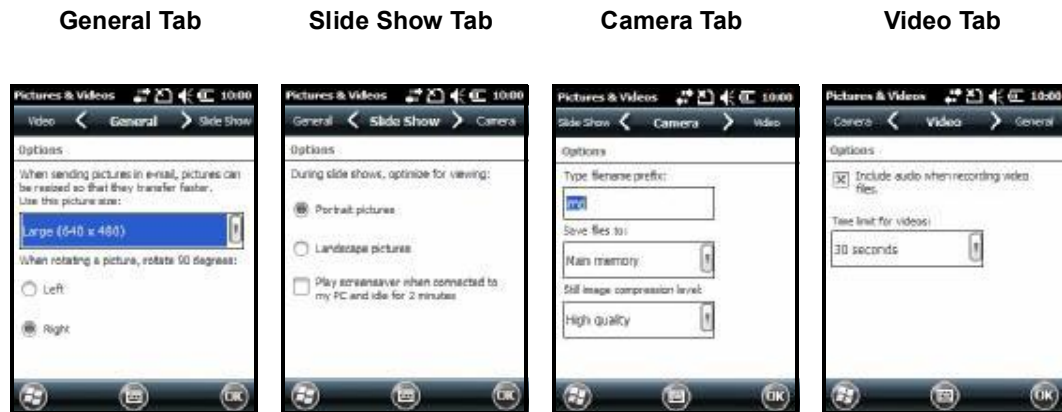 General Tab
Slide Show Tab
Camera Tab
Video Tab
Pictures & Videos 10:00
Video General Slide Show
Options
When sending pictures in e-mail, pictures can
be resized so that they transfer faster.
Use this picture size:
Large (640 x 480)
When rotating a picture, rotate 90 degrees:
Left
Right
OK
Pictures & Videos 10:00
General Slide Show Camera
Options
During slide shows, optimize for viewing:
Portrait pictures
Landscape pictures
Play screensaver when connected to
my PC and idle for 2 minutes
OK
Pictures & Videos 10:00
Slide Show Camera Video
Options
Type filename prefix:
img
Save files to:
Main memory
Still image compression level:
High quality
OK
Pictures & Videos 10:00
Camera Video General
Options
Include audio when recording video
files.
Time limit for videos:
30 seconds
OK